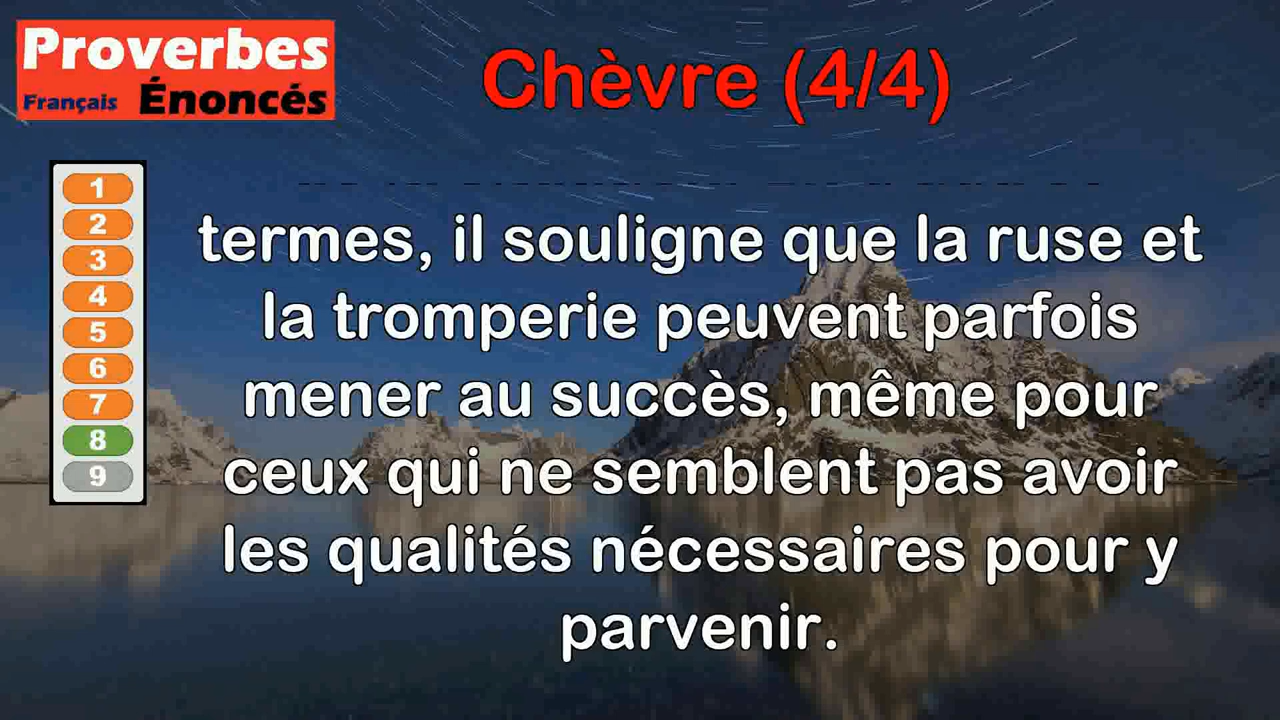 Proverbes
Français Énoncés
Chèvre (4/4)
1
2
3
4
5
6
7
8
9
termes, il souligne que la ruse et
la tromperie peuvent parfois
mener au succès, même pour
ceux qui ne semblent pas avoir
les qualités nécessaires pour y
parvenir.